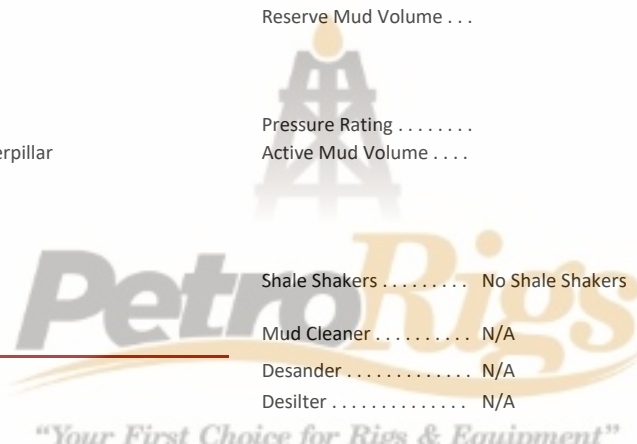 Reserve Mud Volume . . .
Pressure Rating . . . . . . . .
erpillar
Active Mud Volume . . . .
PetroRigs
Shale Shakers . . . . . . . . . No Shale Shakers
Mud Cleaner . . . . . . . . . . N/A
Desander . . . . . . . . . . . . . N/A
Desilter . . . . . . . . . . . . . . N/A
“Your First Choice for Rigs & Equipment”